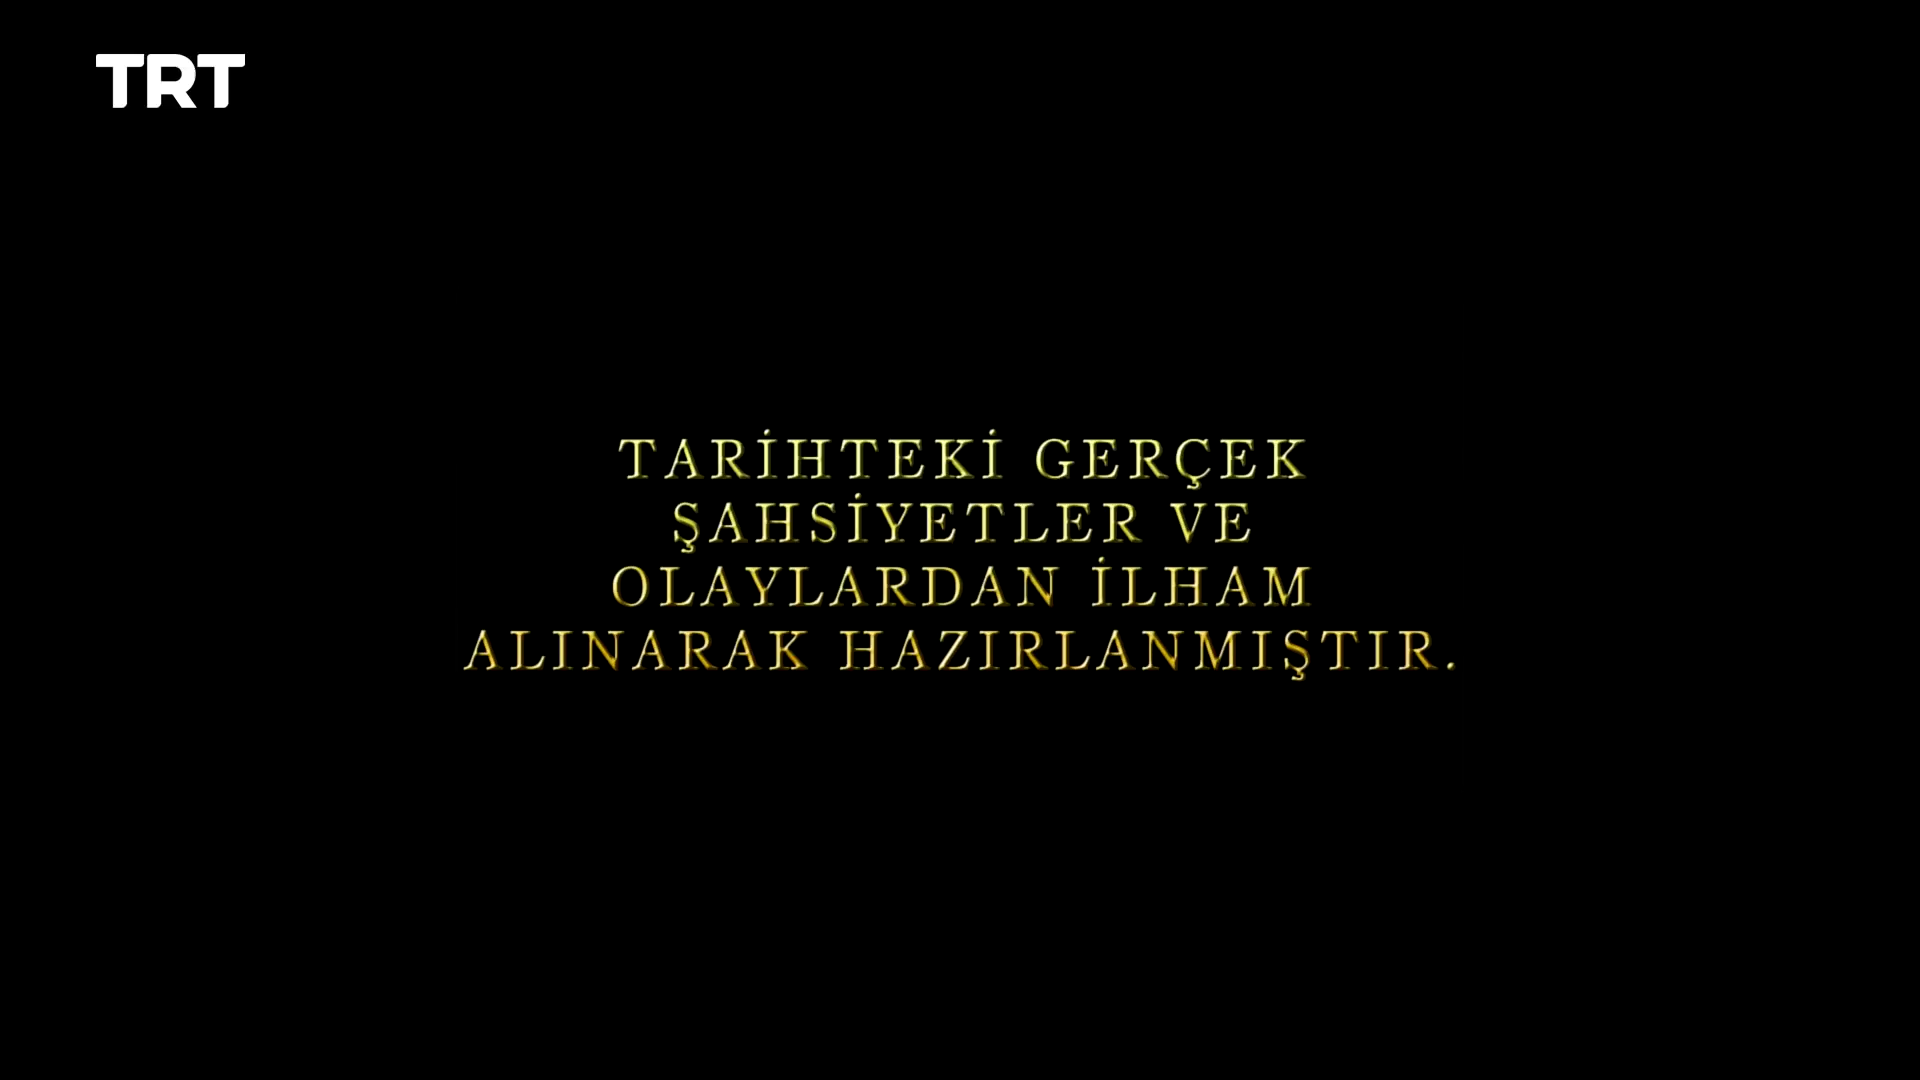 TRT
TARİHTEKİ GERÇEK
ŞAHSİYETLER VE
OLAYLARDAN İLHAM
ALINARAK HAZIRLANMIŞTIR.